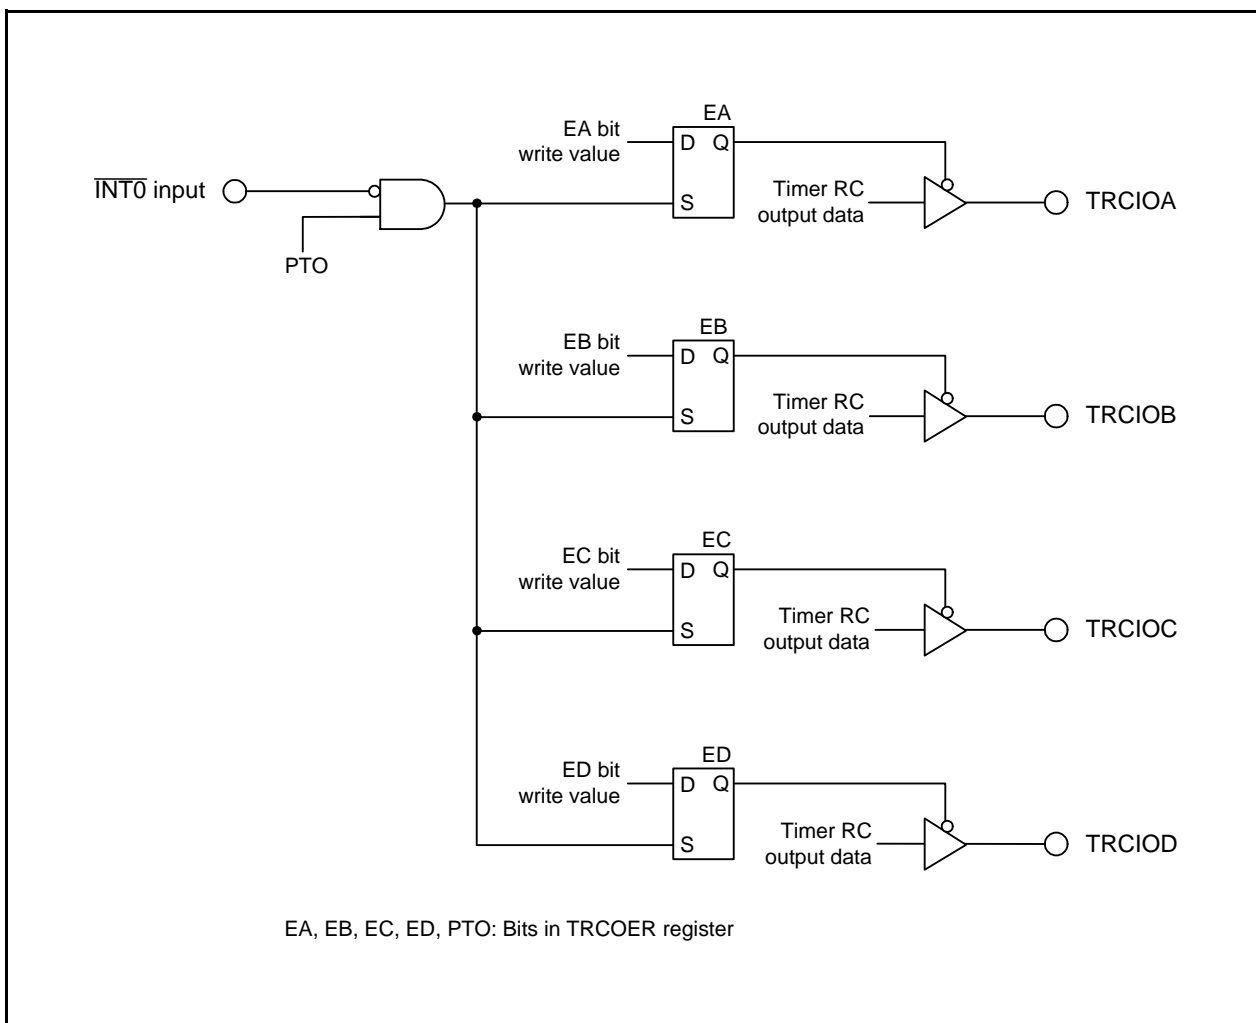 EA
EA bit
write value
D Q
S
INT0 input
PTO
Timer RC
output data
TRCIOA
EB
EB bit
write value
D Q
S
Timer RC
output data
TRCIOB
EC
EC bit
write value
D Q
S
Timer RC
output data
TRCIOC
ED
ED bit
write value
D Q
S
Timer RC
output data
TRCIOD
EA, EB, EC, ED, PTO: Bits in TRCOER register